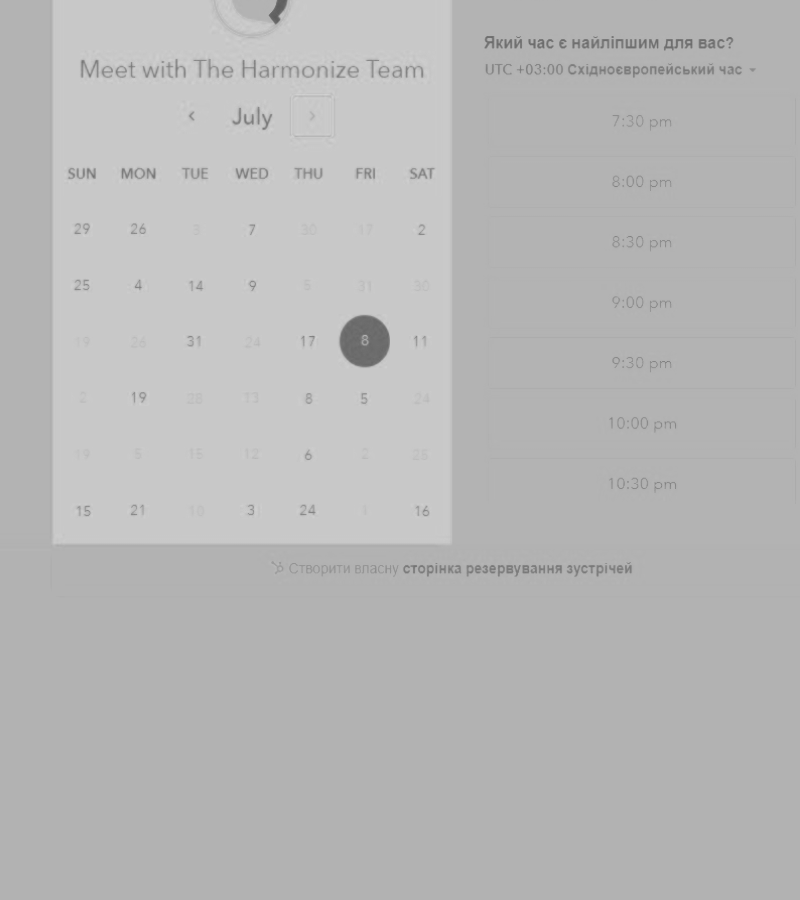 Meet with The Harmonize Team
July
SUN MON TUE WED THU FRI SAT
29 26 3 7 30 17 2
25 4 14 9 5 31 30
19 26 31 24 17 8 11
2 19 28 13 8 5 24
19 5 15 12 6 2 25
15 21 10 3 24 1 16
Який час є найліпшим для вас?
UTC +03:00 Східноєвропейський час
7:30 pm
8:00 pm
8:30 pm
9:00 pm
9:30 pm
10:00 pm
10:30 pm
Створити власну сторінка резервування зустрічей